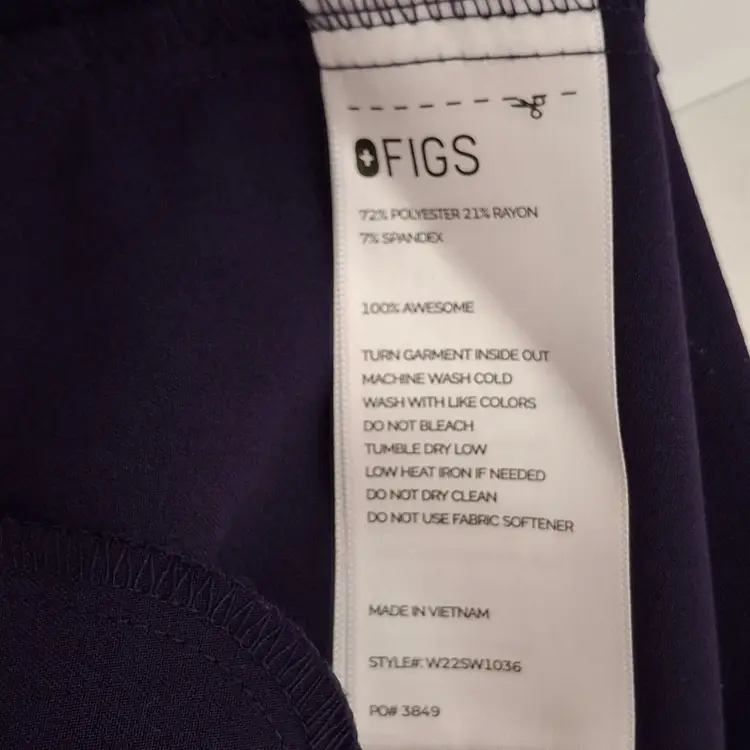 FIGS
72% POLYESTER 21% RAYON
7% SPANDEX
100% AWESOME
TURN GARMENT INSIDE OUT
MACHINE WASH COLD
WASH WITH LIKE COLORS
DO NOT BLEACH
TUMBLE DRY LOW
LOW HEAT IRON IF NEEDED
DO NOT DRY CLEAN
DO NOT USE FABRIC SOFTENER
MADE IN VIETNAM
STYLE#: W22SW1036
PO# 3849